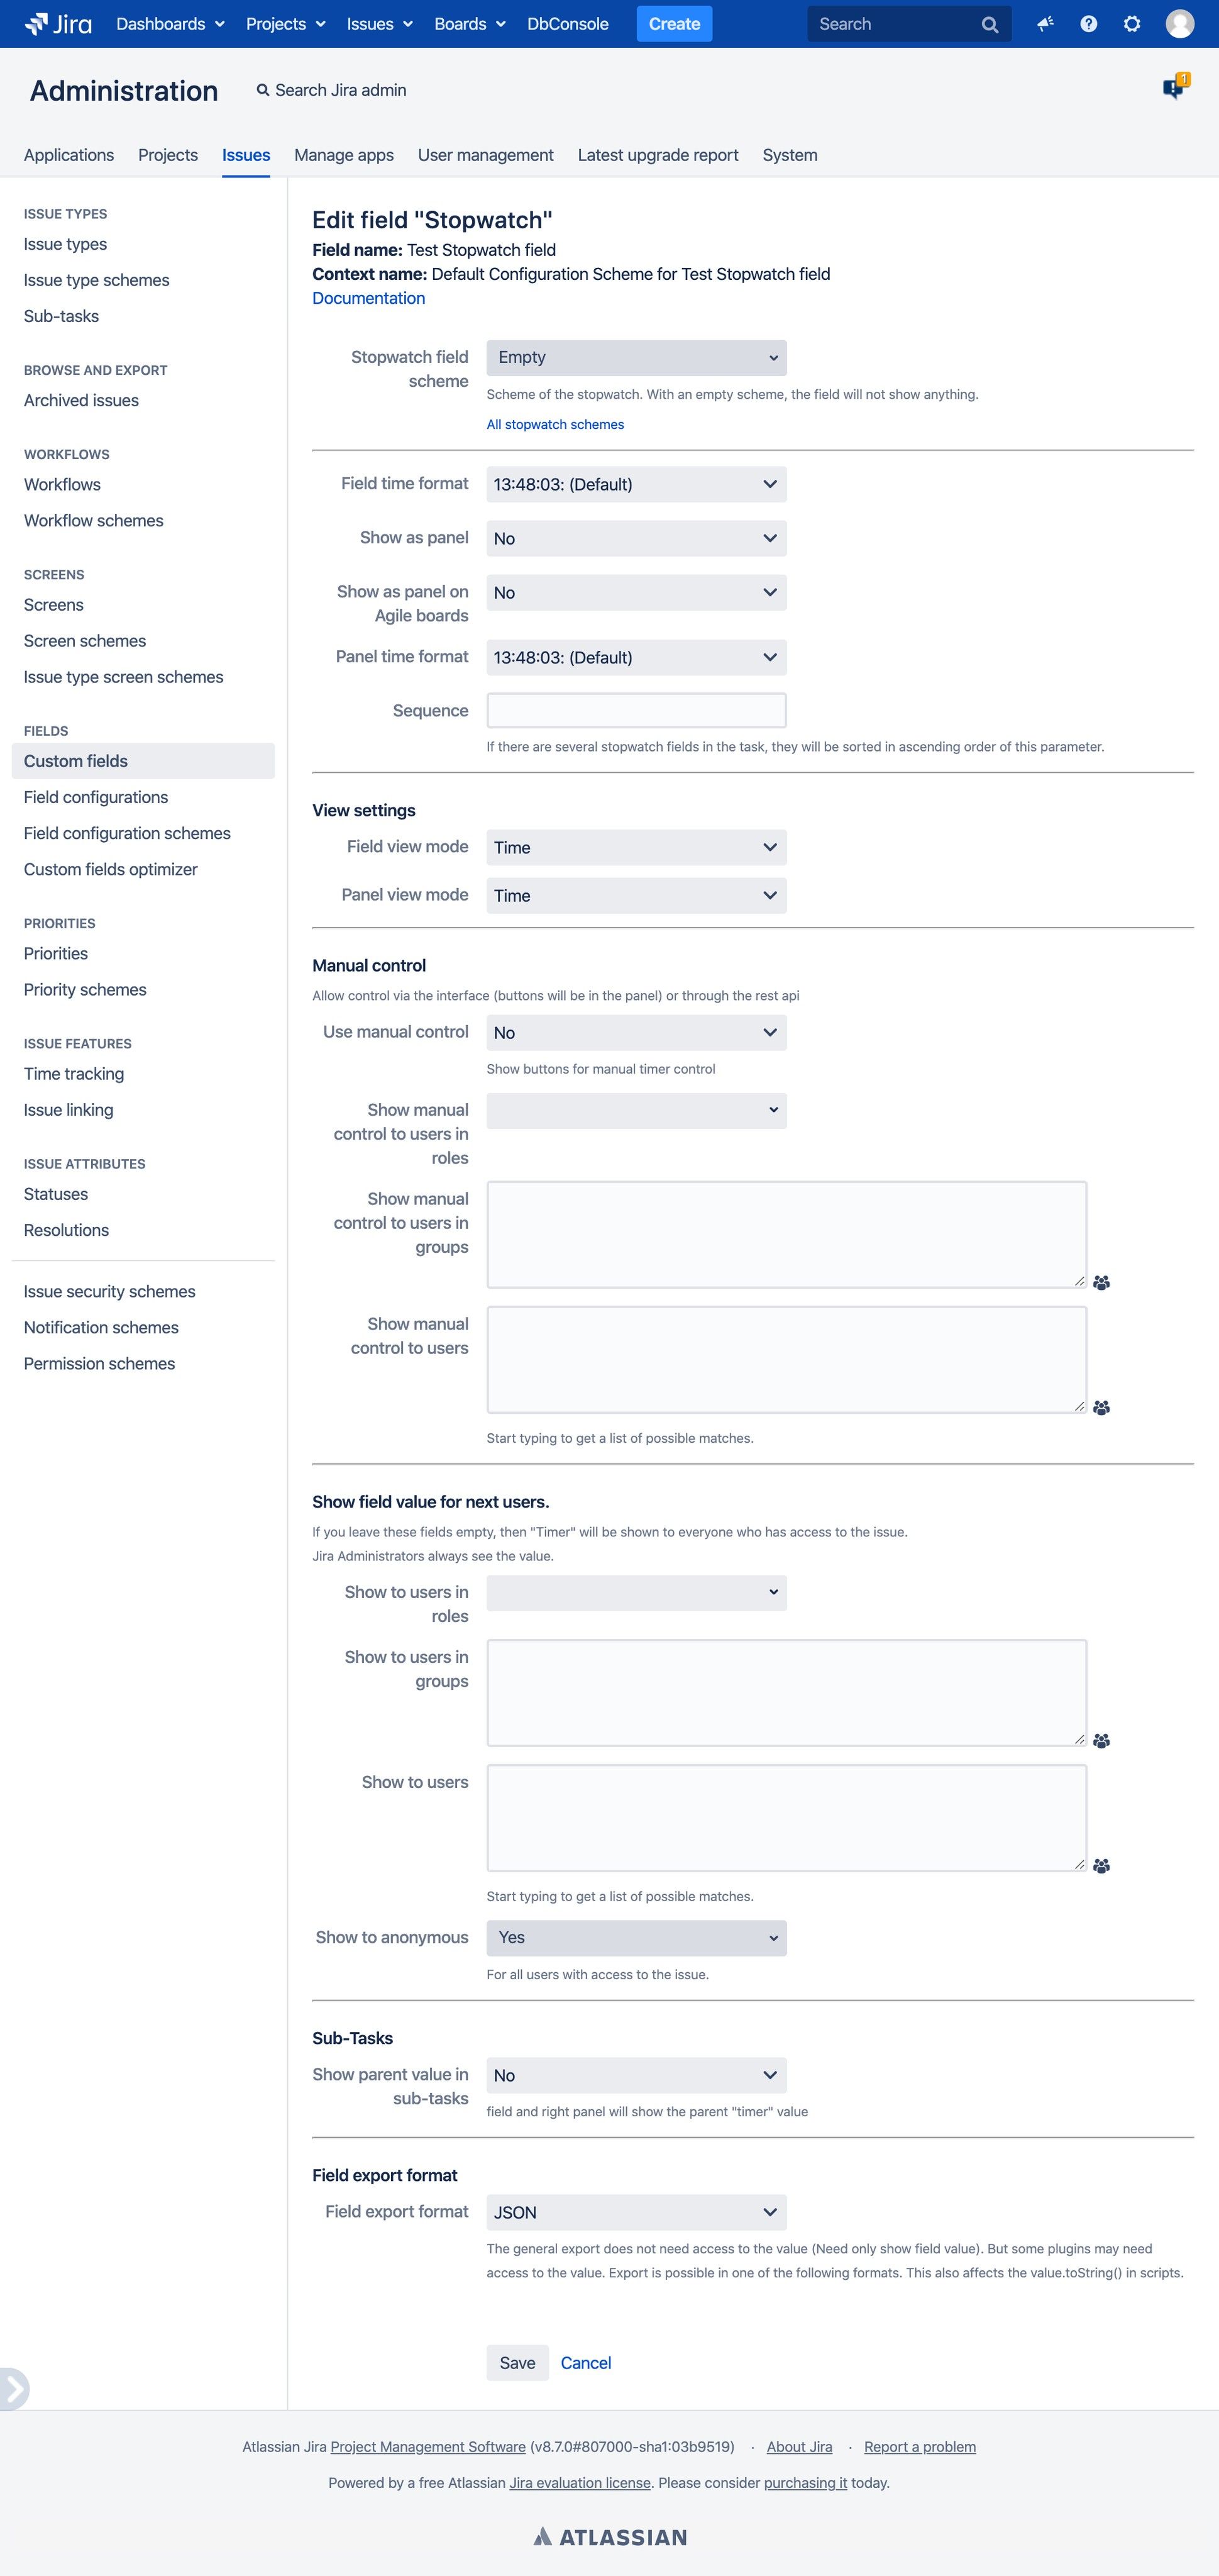 Jira Dashboards Projects Issues Boards DbConsole Create Search
Administration Search Jira admin 1
Applications Projects Issues Manage apps User management Latest upgrade report System
ISSUE TYPES
Issue types
Issue type schemes
Sub-tasks
BROWSE AND EXPORT
Archived issues
WORKFLOWS
Workflows
Workflow schemes
SCREENS
Screens
Screen schemes
Issue type screen schemes
FIELDS
Custom fields
Field configurations
Field configuration schemes
Custom fields optimizer
PRIORITIES
Priorities
Priority schemes
ISSUE FEATURES
Time tracking
Issue linking
ISSUE ATTRIBUTES
Statuses
Resolutions
Issue security schemes
Notification schemes
Permission schemes
Edit field "Stopwatch"
Field name: Test Stopwatch field
Context name: Default Configuration Scheme for Test Stopwatch field
Documentation
Stopwatch field
scheme
Empty
Scheme of the stopwatch. With an empty scheme, the field will not show anything.
All stopwatch schemes
Field time format 13:48:03: (Default)
Show as panel No
Show as panel on
Agile boards
No
Panel time format 13:48:03: (Default)
Sequence
If there are several stopwatch fields in the task, they will be sorted in ascending order of this parameter.
View settings
Field view mode Time
Panel view mode Time
Manual control
Allow control via the interface (buttons will be in the panel) or through the rest api
Use manual control No
Show buttons for manual timer control
Show manual
control to users in
roles
Show manual
control to users in
groups
Show manual
control to users
Start typing to get a list of possible matches.
Show field value for next users.
If you leave these fields empty, then "Timer" will be shown to everyone who has access to the issue.
Jira Administrators always see the value.
Show to users in
roles
Show to users in
groups
Show to users
Start typing to get a list of possible matches.
Show to anonymous Yes
For all users with access to the issue.
Sub-Tasks
Show parent value in
sub-tasks
No
field and right panel will show the parent "timer" value
Field export format
Field export format JSON
The general export does not need access to the value (Need only show field value). But some plugins may need
access to the value. Export is possible in one of the following formats. This also affects the value.toString() in scripts.
Save Cancel
Atlassian Jira Project Management Software (v8.7.0#807000-sha1:03b9519) · About Jira · Report a problem
Powered by a free Atlassian Jira evaluation license. Please consider purchasing it today.
ATLASSIAN